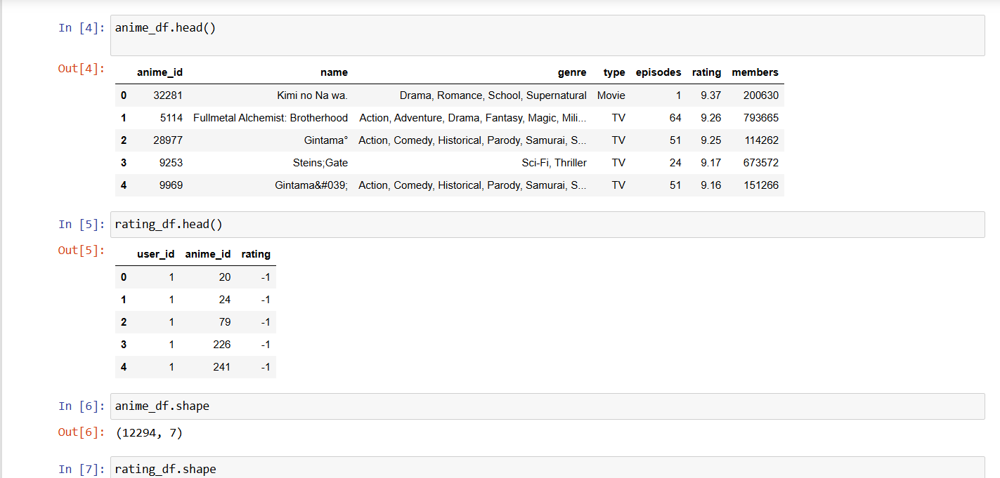 In [4]: anime_df.head()
Out[4]:
anime_id name genre type episodes rating members
0 32281 Kimi no Na wa. Drama, Romance, School, Supernatural Movie 1 9.37 200630
1 5114 Fullmetal Alchemist: Brotherhood Action, Adventure, Drama, Fantasy, Magic, Mili... TV 64 9.26 793665
2 28977 Gintama° Action, Comedy, Historical, Parody, Samurai, S... TV 51 9.25 114262
3 9253 Steins;Gate Sci-Fi, Thriller TV 24 9.17 673572
4 9969 Gintama&#039; Action, Comedy, Historical, Parody, Samurai, S... TV 51 9.16 151266
In [5]: rating_df.head()
Out[5]:
user_id anime_id rating
0 1 20 -1
1 1 24 -1
2 1 79 -1
3 1 226 -1
4 1 241 -1
In [6]: anime_df.shape
Out[6]: (12294, 7)
In [7]: rating_df.shape